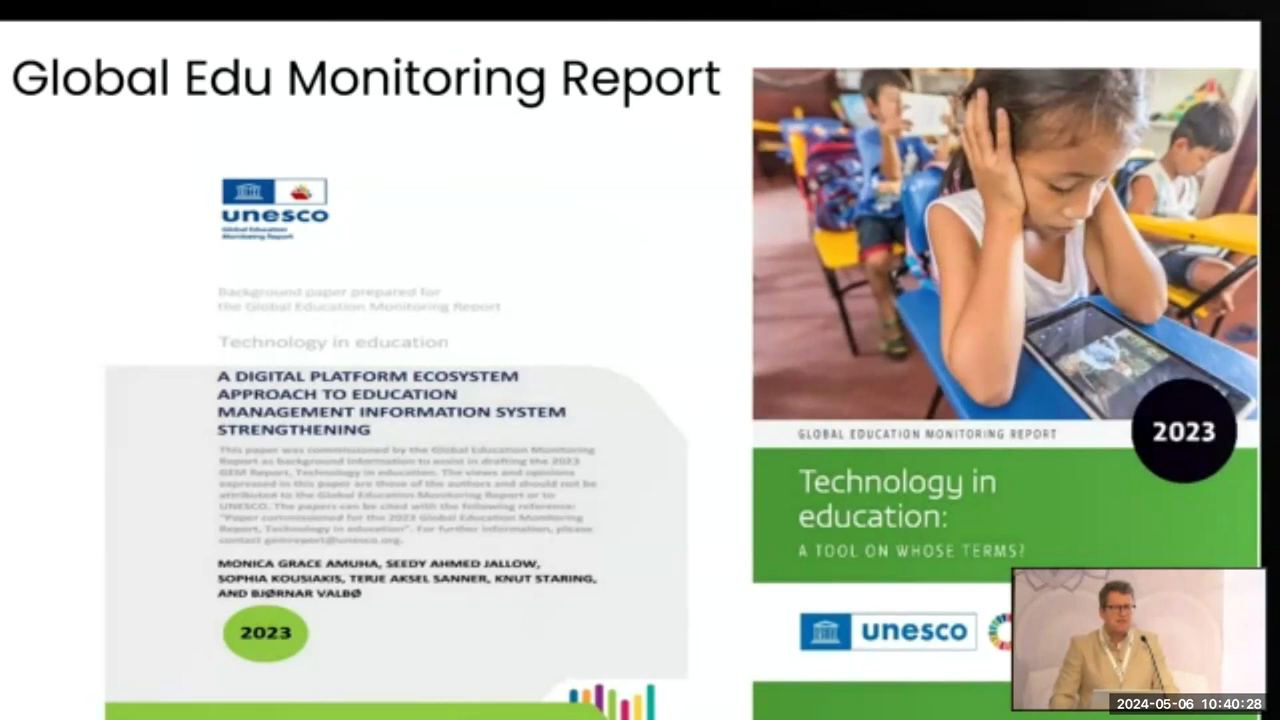 Global Edu Monitoring Report
unesco
Global Education
Monitoring Report
Background paper prepared for
the Global Education Monitoring Report
Technology in education
A DIGITAL PLATFORM ECOSYSTEM
APPROACH TO EDUCATION
MANAGEMENT INFORMATION SYSTEM
STRENGTHENING
This paper was commissioned by the Global Education Monitoring
Report as background information to assist in drafting the 2023
GEM Report, Technology in education. The views and opinions
expressed in this paper are those of the authors and should not be
attributed to the Global Education Monitoring Report or to
UNESCO. The papers can be cited with the following reference:
"Paper commissioned for the 2023 Global Education Monitoring
Report, Technology in education". For further information, please
contact gemreport@unesco.org.
MONICA GRACE AMUHA, SEEDY AHMED JALLOW,
SOPHIA KOUSIAKIS, TERJE AKSEL SANNER, KNUT STARING,
AND BJØRNAR VALBØ
2023
GLOBAL EDUCATION MONITORING REPORT
2023
Technology in
education:
A TOOL ON WHOSE TERMS?
unesco
2024-05-06 10:40:28